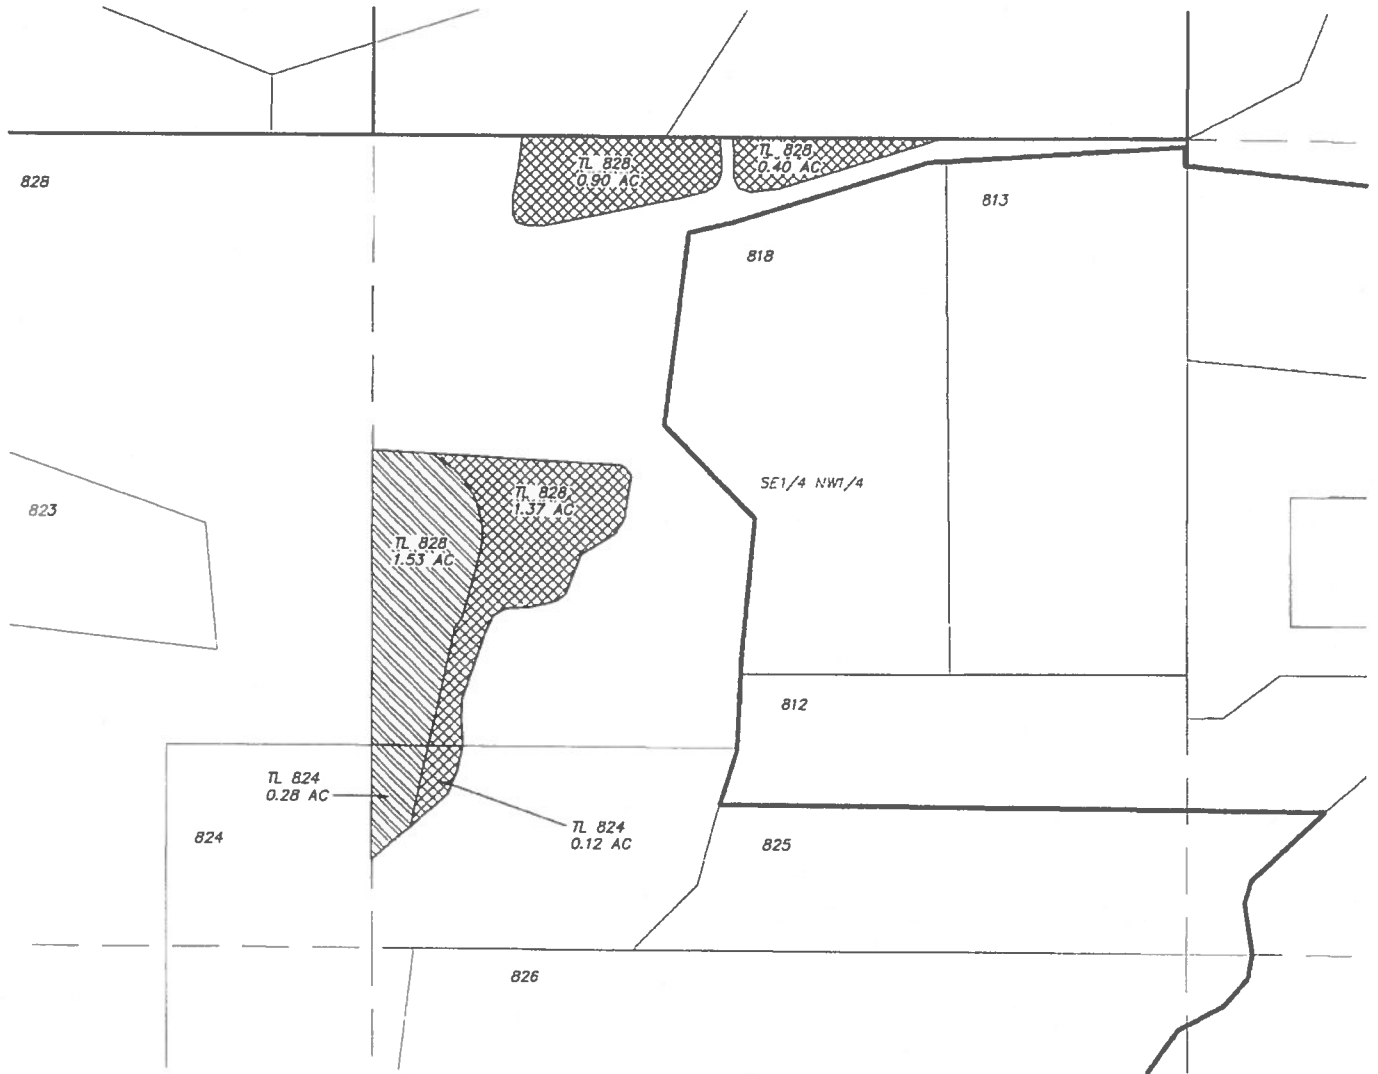 TL 828
0.90 AC
TL 828
0.40 AC
828
813
818
SE1/4 NW1/4
TL 828
1.37 AC
823
TL 828
1.53 AC
812
TL 824
0.28 AC
824
TL 824
0.12 AC
825
826